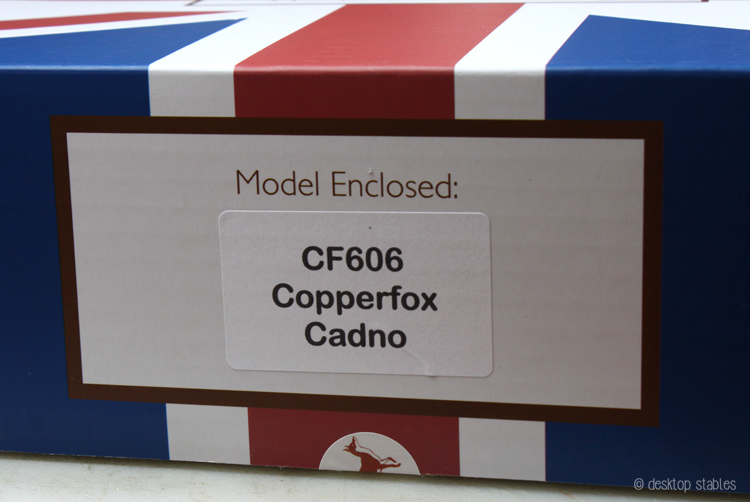 Model Enclosed:
CF606
Copperfox
Cadno
© desktop stables